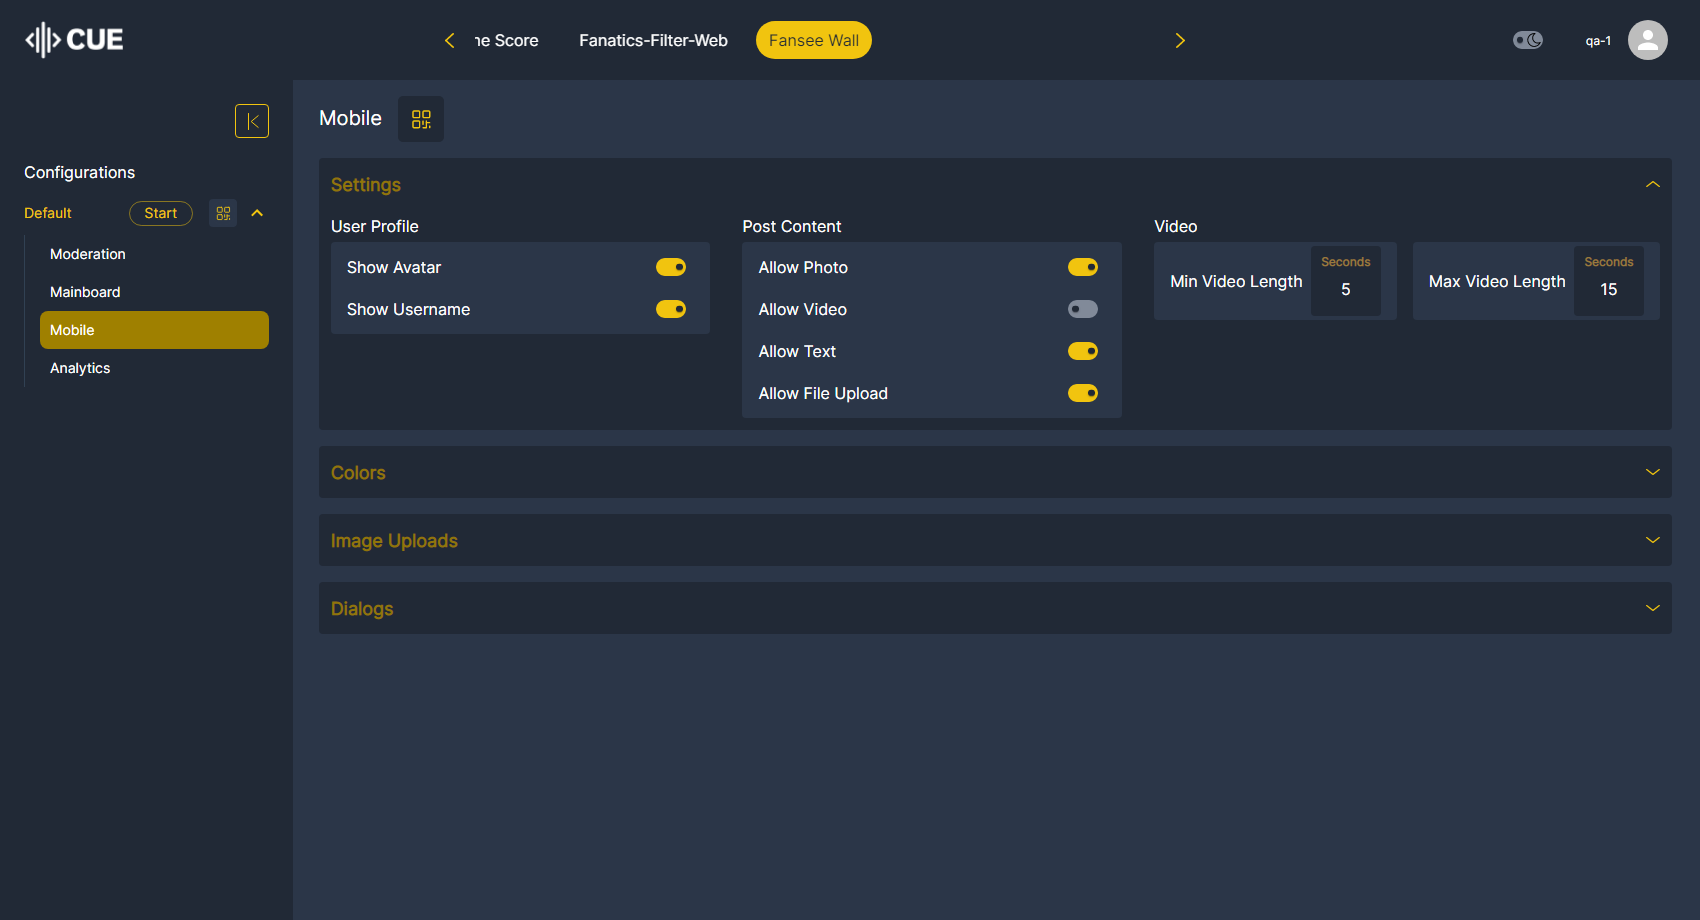 CUE
Score
Fanatics-Filter-Web
Fansee Wall
qa-1
Configurations
Default
Start
Moderation
Mainboard
Mobile
Analytics
Mobile
Settings
User Profile
Show Avatar
Show Username
Post Content
Allow Photo
Allow Video
Allow Text
Allow File Upload
Video
Min Video Length
Seconds
5
Max Video Length
Seconds
15
Colors
Image Uploads
Dialogs